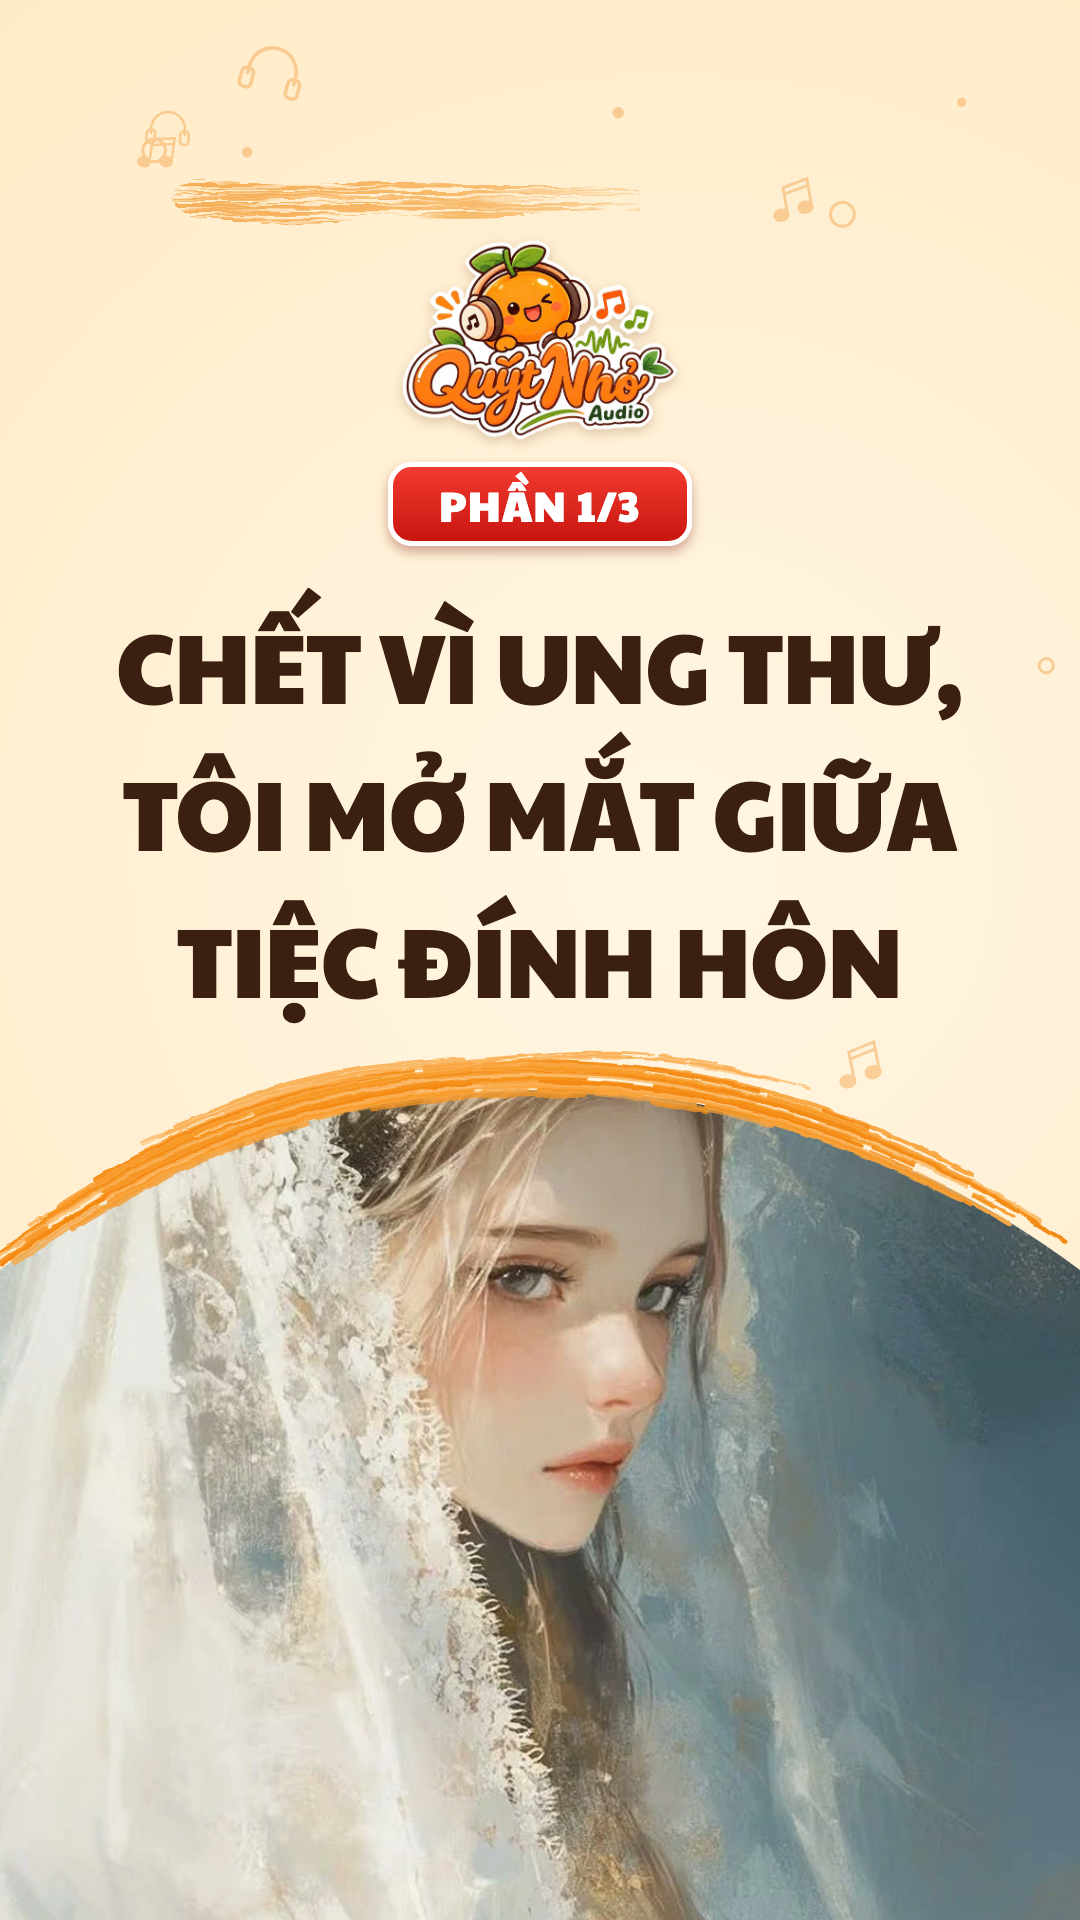 Quýt Nhỏ
Audio
PHẦN 1/3
CHẾT VÌ UNG THƯ,
TÔI MỞ MẮT GIỮA
TIỆC ĐÍNH HÔN